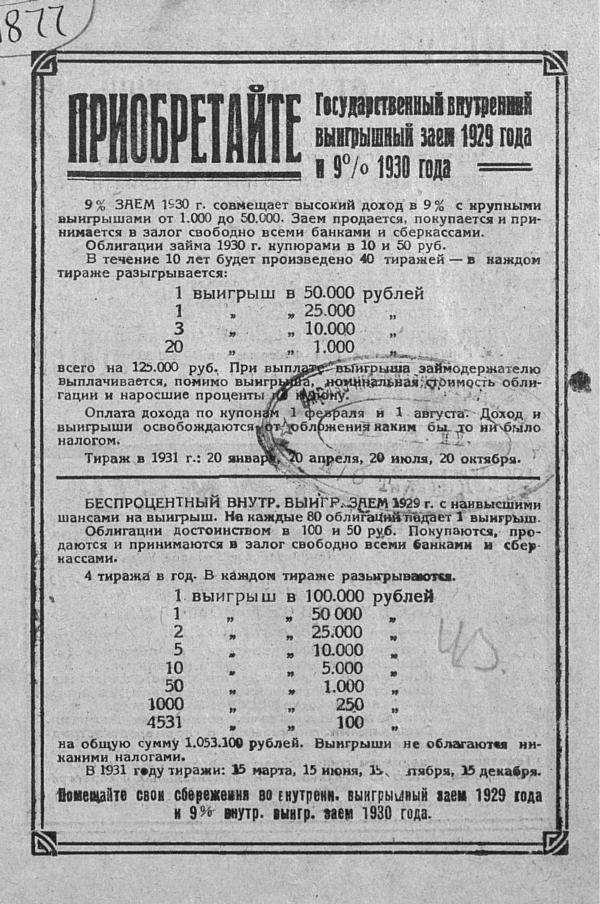 1877
ПРИОБРЕТАЙТЕ
Государственный внутренний
выигрышный заем 1929 года
и 9% 1930 года
9% ЗАЕМ 1930 г. совмещает высокий доход в 9% с крупными
выигрышами от 1.000 до 50.000. Заем продается, покупается и при-
нимается в залог свободно всеми банками и сберкассами.
Облигации займа 1930 г. купюрами в 10 и 50 руб.
В течение 10 лет будет произведено 40 тиражей — в каждом
тираже разыгрывается:
1 выигрыш в 50.000 рублей
1 „ „ 25.000 „
3 „ „ 10.000 „
20 „ „ 1.000 „
всего на 125.000 руб. При выплате выигрыша займодержателю
выплачивается, помимо выигрыша, номинальная стоимость обли-
гации и наросшие проценты по купону.
Оплата дохода по купонам 1 февраля и 1 августа. Доход и
выигрыши освобождаются от обложения каким бы то ни было
налогом.
Тираж в 1931 г.: 20 января, 20 апреля, 20 июля, 20 октября.
БЕСПРОЦЕНТНЫЙ ВНУТР. ВЫИГР. ЗАЕМ 1929 г. с наивысшими
шансами на выигрыш. На каждые 80 облигаций падает 1 выигрыш.
Облигации достоинством в 100 и 50 руб. Покупаются, про-
даются и принимаются в залог свободно всеми банками и сбер-
кассами.
4 тиража в год. В каждом тираже разыгрываются.
1 выигрыш в 100.000 рублей
1 „ „ 50 000 „
2 „ „ 25.000 „
5 „ „ 10.000 „
10 „ „ 5.000 „
50 „ „ 1.000 „
1000 „ „ 250 „
4531 „ „ 100 „
на общую сумму 1.053.100 рублей. Выигрыши не облагаются ни-
какими налогами.
В 1931 году тиражи: 15 марта, 15 июня, 15 тября, 15 декабря.
Помещайте свои сбережения во внутренн. выигрышный заем 1929 года
и 9% внутр. выигр. заем 1930 года.